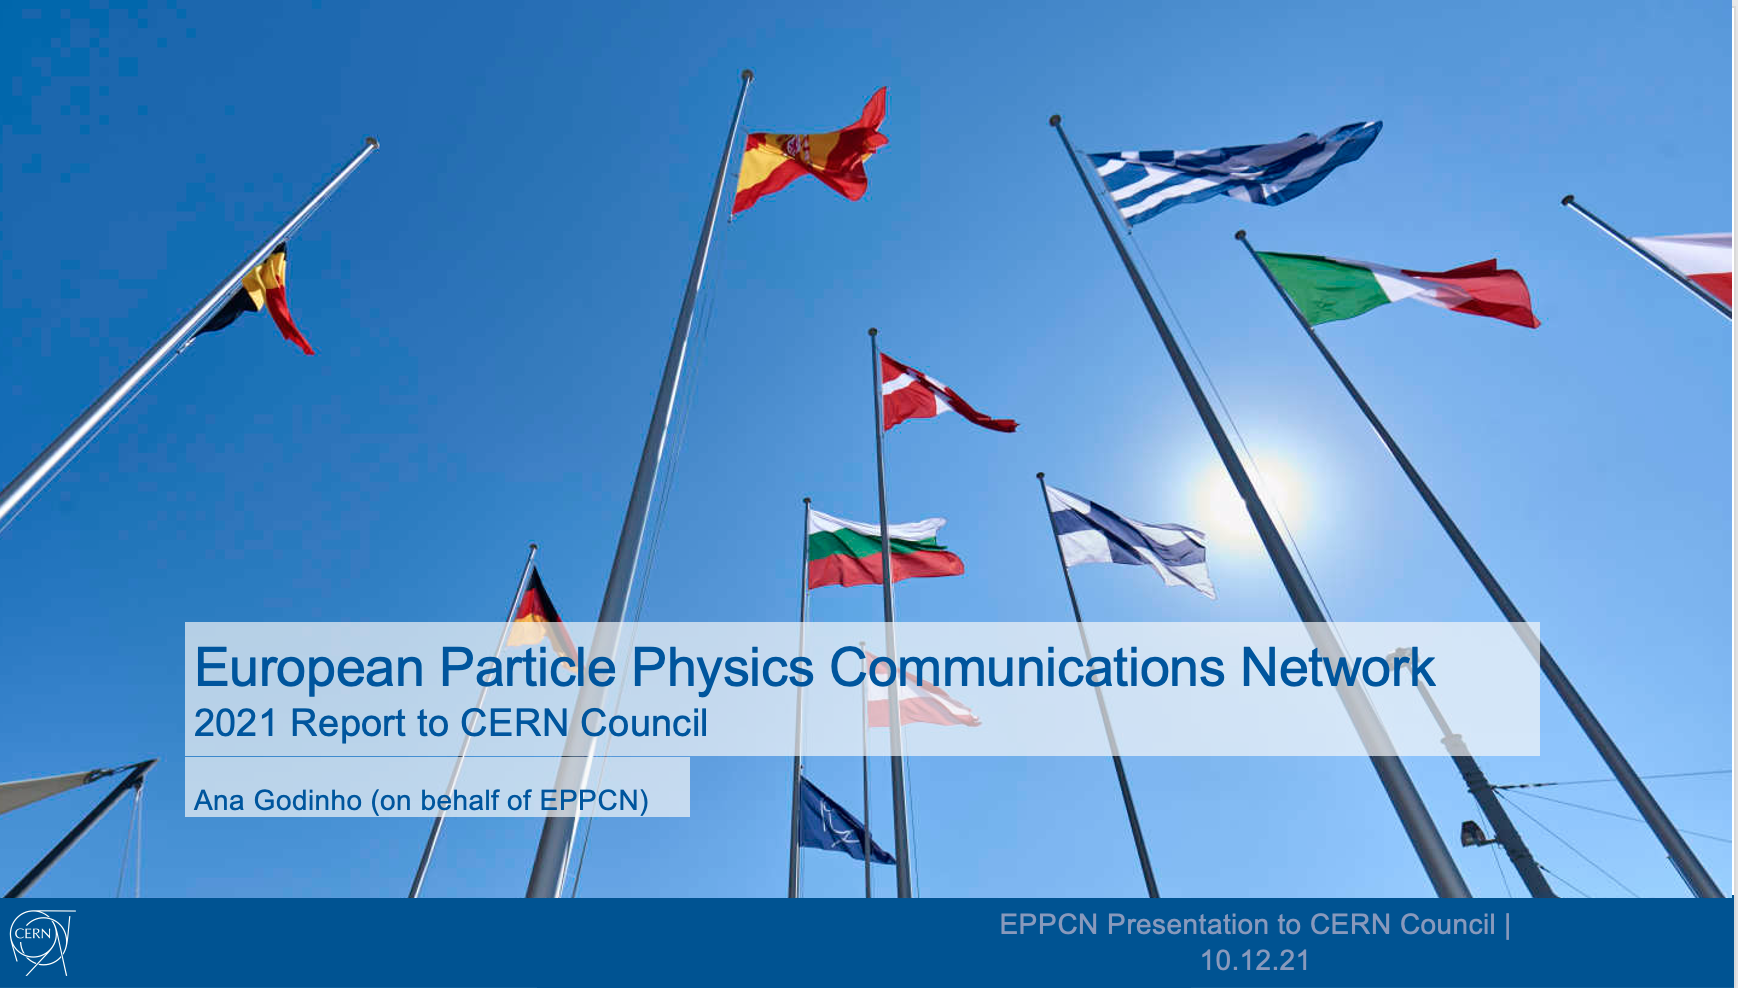 European Particle Physics Communications Network
2021 Report to CERN Council
Ana Godinho (on behalf of EPPCN)
CERN
EPPCN Presentation to CERN Council |
10.12.21